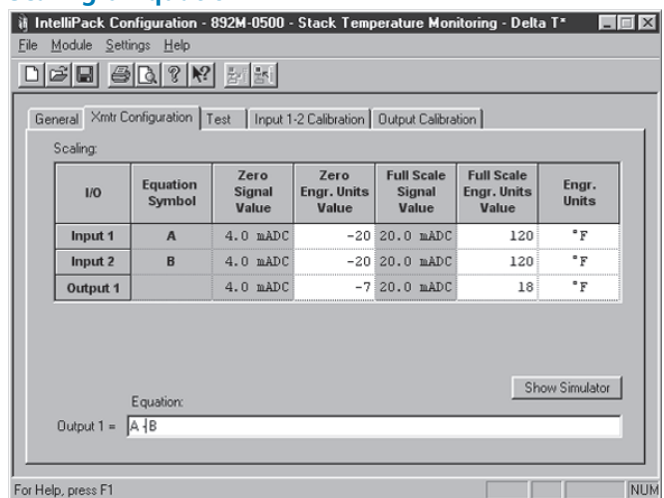 IntelliPack Configuration - 892M-0500 - Stack Temperature Monitoring - Delta T*
File Module Settings Help
General Xmtr Configuration Test Input 1-2 Calibration Output Calibration
Scaling:
I/O Equation Symbol Zero Signal Value Zero Engr. Units Value Full Scale Signal Value Full Scale Engr. Units Value Engr. Units
Input 1 A 4.0 mADC -20 20.0 mADC 120 °F
Input 2 B 4.0 mADC -20 20.0 mADC 120 °F
Output 1 4.0 mADC -7 20.0 mADC 18 °F
Show Simulator
Equation:
Output 1 = A -B
For Help, press F1 NUM